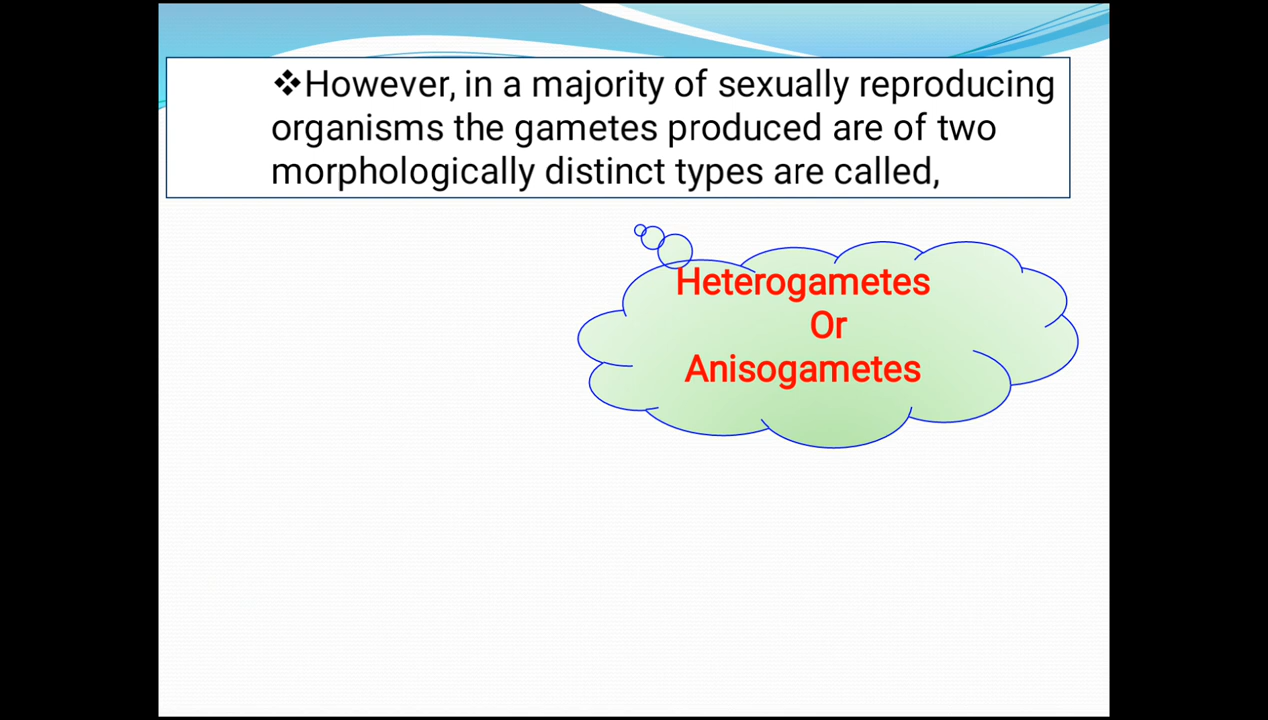 ❖However, in a majority of sexually reproducing
organisms the gametes produced are of two
morphologically distinct types are called,
Heterogametes
Or
Anisogametes